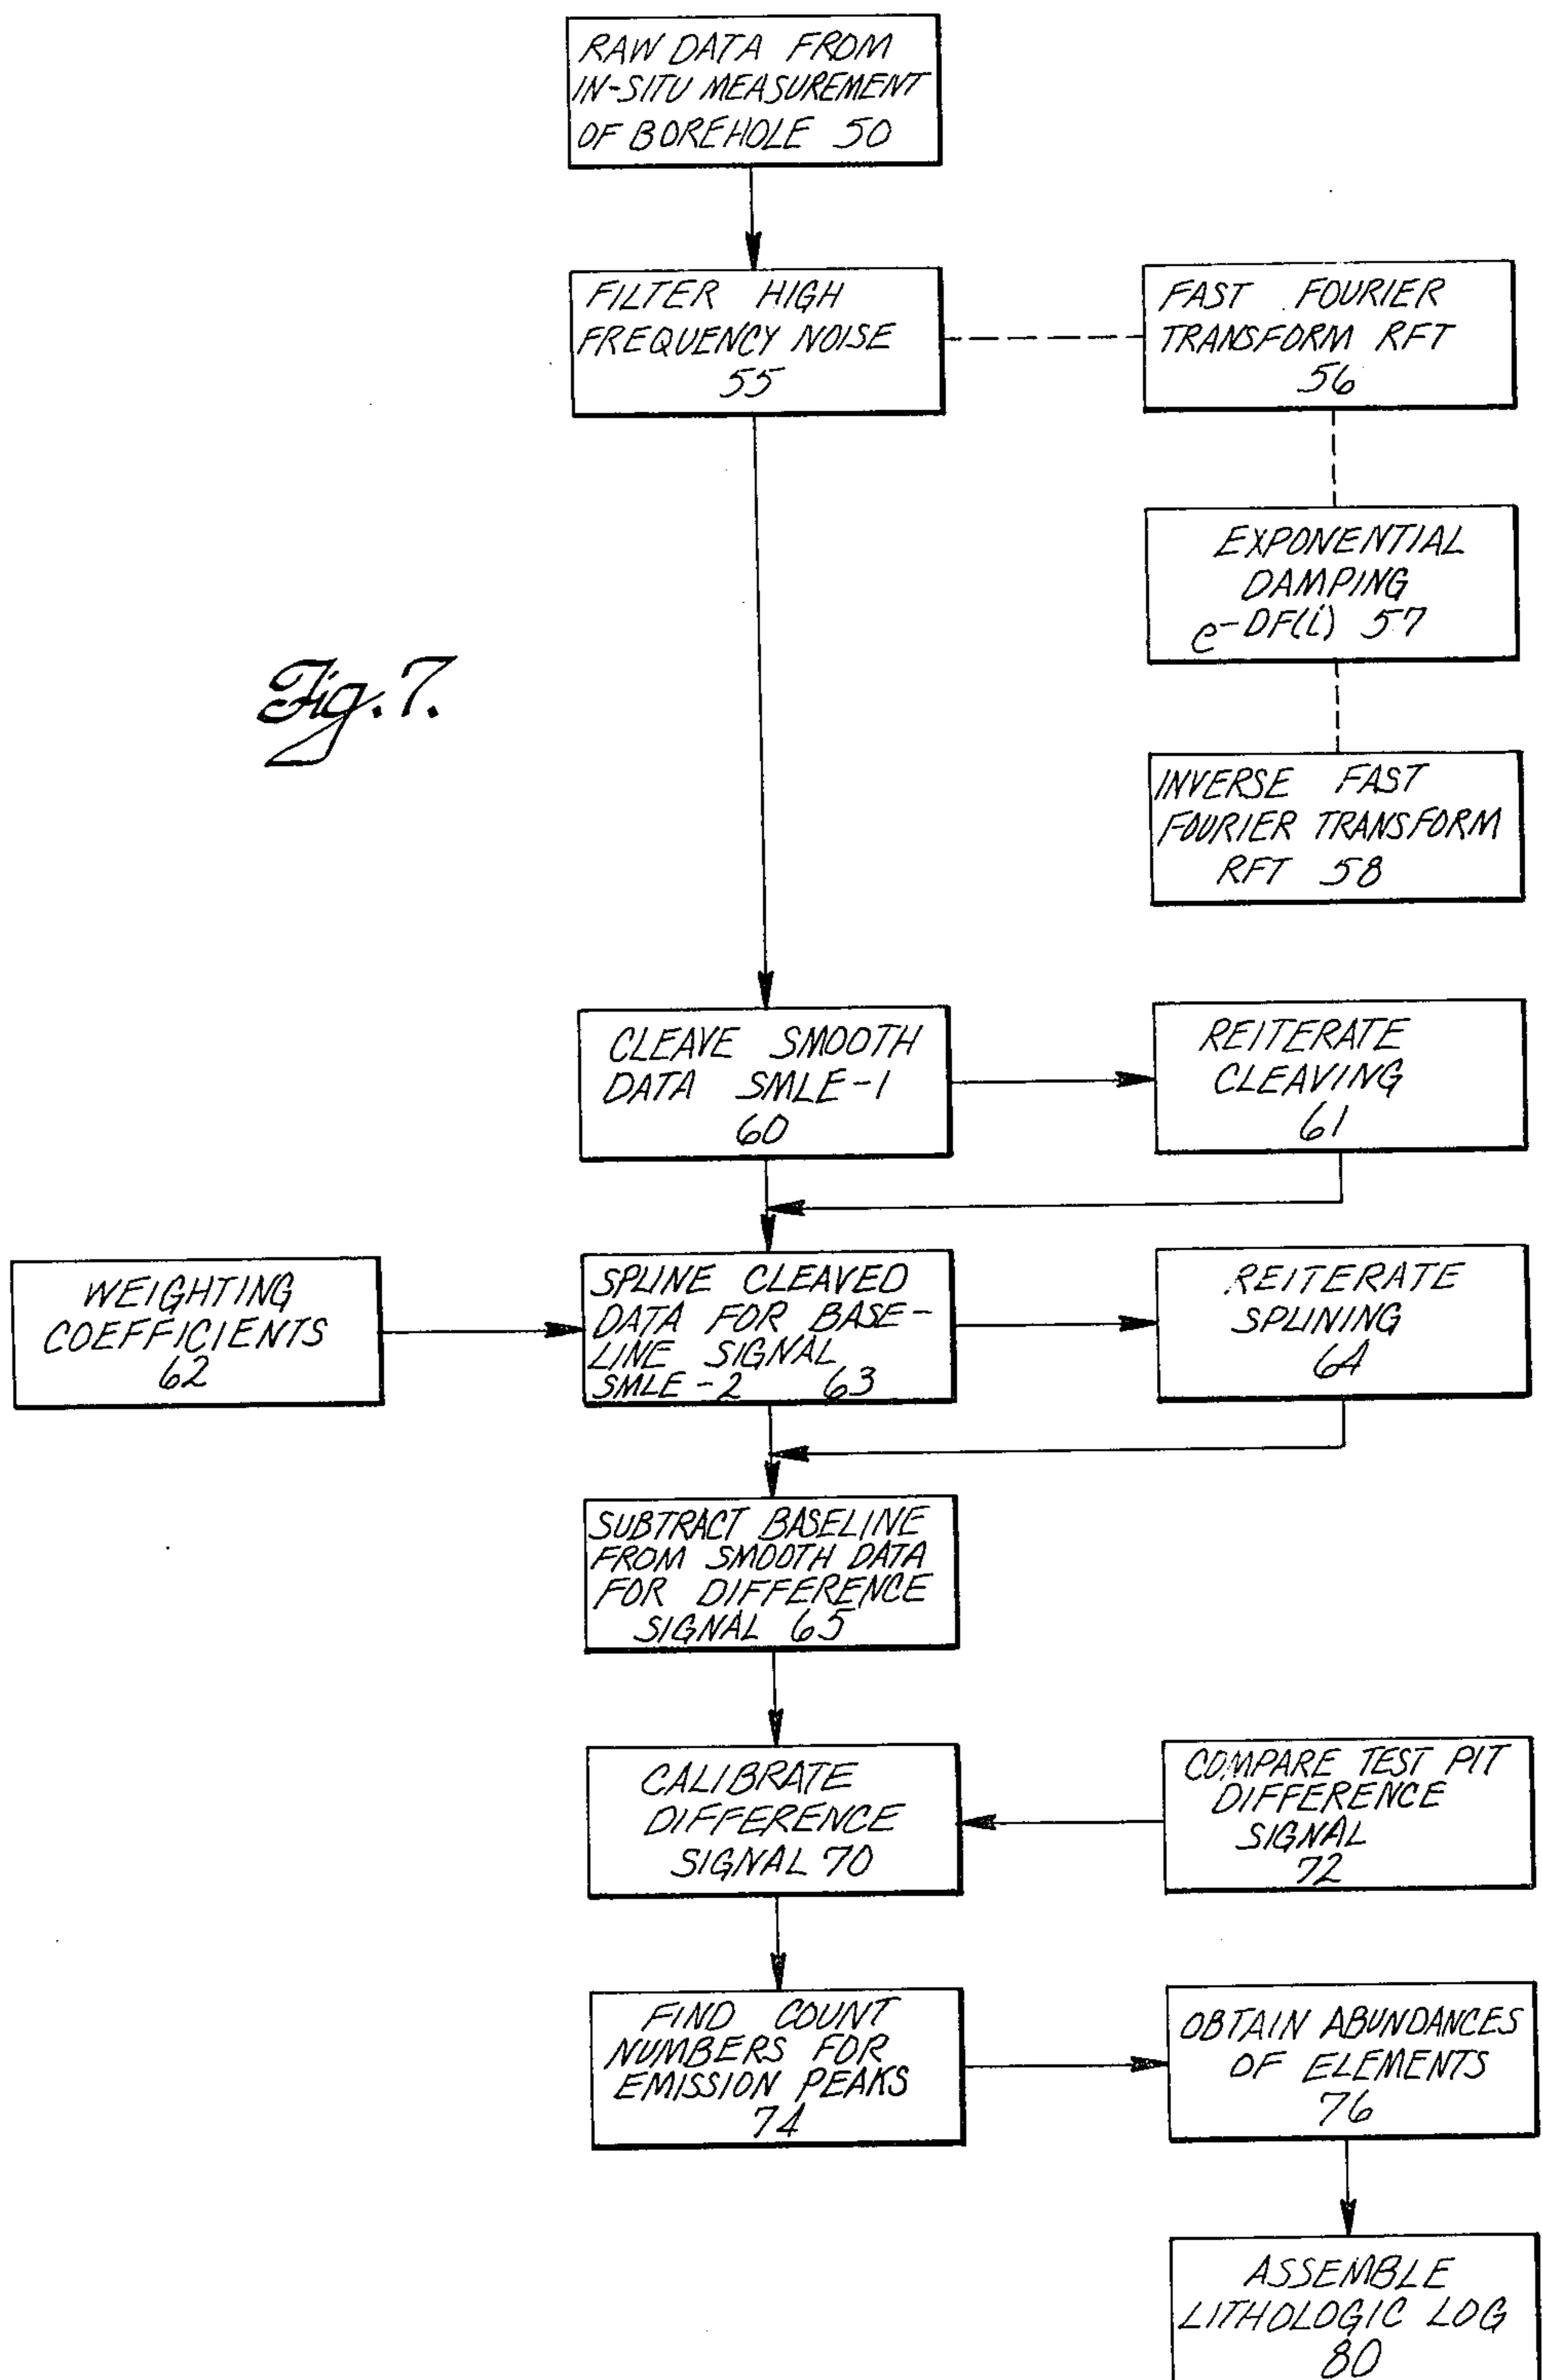 RAW DATA FROM
IN-SITU MEASUREMENT
OF BOREHOLE 50
FILTER HIGH
FREQUENCY NOISE
55
FAST FOURIER
TRANSFORM RFT
56
EXPONENTIAL
DAMPING
e-DF(i) 57
Fig. 7.
INVERSE FAST
FOURIER TRANSFORM
RFT 58
CLEAVE SMOOTH
DATA SMLE-1
60
REITERATE
CLEAVING
61
WEIGHTING
COEFFICIENTS
62
SPLINE CLEAVED
DATA FOR BASE-
LINE SIGNAL
SMLE-2 63
REITERATE
SPLINING
64
SUBTRACT BASELINE
FROM SMOOTH DATA
FOR DIFFERENCE
SIGNAL 65
CALIBRATE
DIFFERENCE
SIGNAL 70
COMPARE TEST PIT
DIFFERENCE
SIGNAL
72
FIND COUNT
NUMBERS FOR
EMISSION PEAKS
74
OBTAIN ABUNDANCES
OF ELEMENTS
76
ASSEMBLE
LITHOLOGIC LOG
80